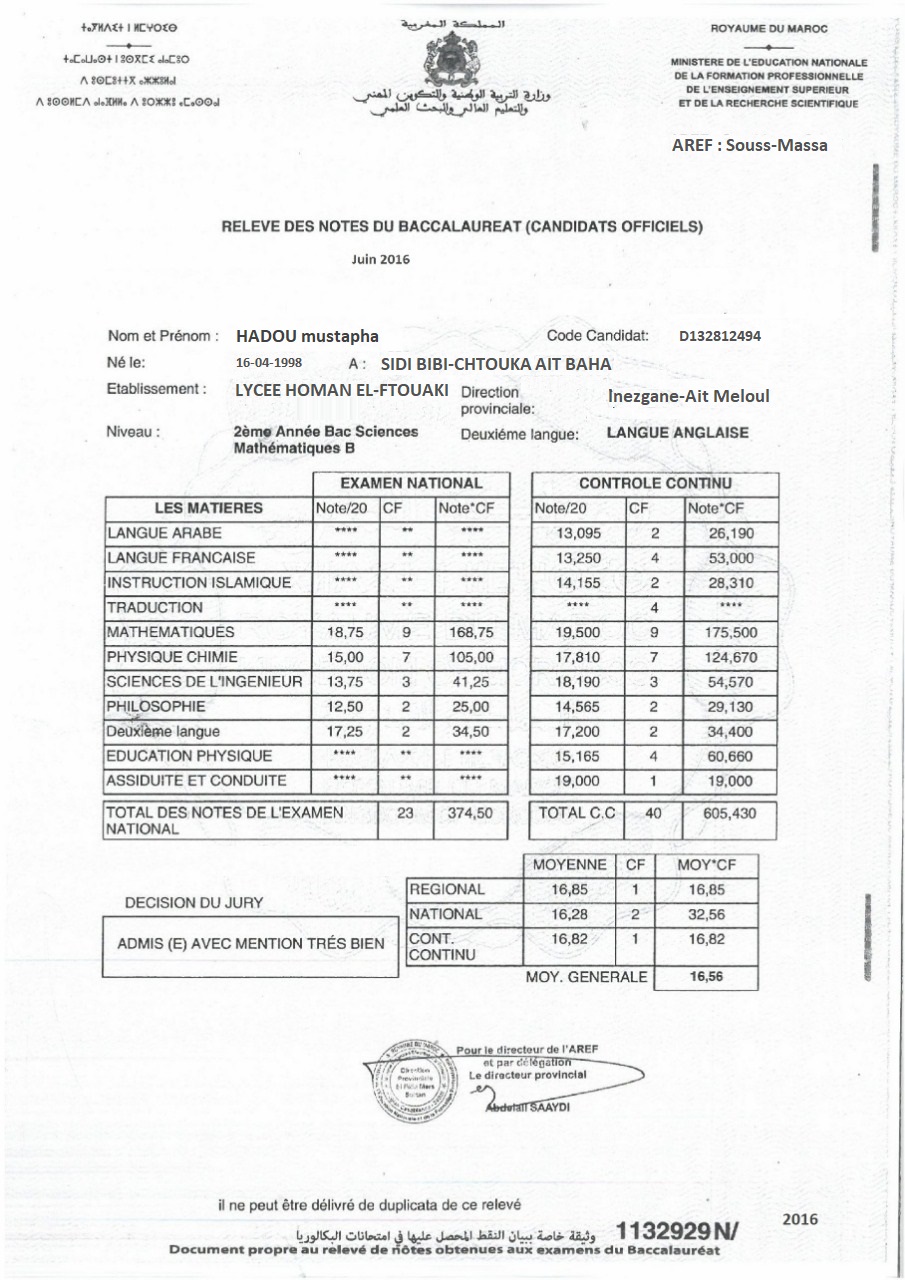 ⵜⴰⴳⵍⴷⵉⵜ ⵏ ⵍⵎⵖⵔⵉⴱ
المملكة المغربية
وزارة التربية الوطنية والتكوين المهني
والتعليم العالي والبحث العلمي
ROYAUME DU MAROC
MINISTERE DE L'EDUCATION NATIONALE
DE LA FORMATION PROFESSIONNELLE
DE L'ENSEIGNEMENT SUPERIEUR
ET DE LA RECHERCHE SCIENTIFIQUE
AREF : Souss-Massa
RELEVE DES NOTES DU BACCALAUREAT (CANDIDATS OFFICIELS)
Juin 2016
Nom et Prénom : HADOU mustapha Code Candidat: D132812494
Né le: 16-04-1998 A : SIDI BIBI-CHTOUKA AIT BAHA
Etablissement : LYCEE HOMAN EL-FTOUAKI Direction provinciale: Inezgane-Ait Meloul
Niveau : 2ème Année Bac Sciences Mathématiques B Deuxiéme langue: LANGUE ANGLAISE
EXAMEN NATIONAL CONTROLE CONTINU
LES MATIERES Note/20 CF Note*CF Note/20 CF Note*CF
LANGUE ARABE **** ** **** 13,095 2 26,190
LANGUE FRANCAISE **** ** **** 13,250 4 53,000
INSTRUCTION ISLAMIQUE **** ** **** 14,155 2 28,310
TRADUCTION **** ** **** **** 4 ****
MATHEMATIQUES 18,75 9 168,75 19,500 9 175,500
PHYSIQUE CHIMIE 15,00 7 105,00 17,810 7 124,670
SCIENCES DE L'INGENIEUR 13,75 3 41,25 18,190 3 54,570
PHILOSOPHIE 12,50 2 25,00 14,565 2 29,130
Deuxième langue 17,25 2 34,50 17,200 2 34,400
EDUCATION PHYSIQUE **** ** **** 15,165 4 60,660
ASSIDUITE ET CONDUITE **** ** **** 19,000 1 19,000
TOTAL DES NOTES DE L'EXAMEN NATIONAL 23 374,50 TOTAL C.C 40 605,430
MOYENNE CF MOY*CF
REGIONAL 16,85 1 16,85
NATIONAL 16,28 2 32,56
CONT. CONTINU 16,82 1 16,82
MOY. GENERALE 16,56
DECISION DU JURY
ADMIS (E) AVEC MENTION TRÉS BIEN
Pour le directeur de l'AREF
et par délégation
Le directeur provincial
Abdelali SAAYDI
Direction
Provinciale
il ne peut être délivré de duplicata de ce relevé
وثيقة خاصة ببيان النقط المحصل عليها في امتحانات البكالوريا 1132929N/ 2016
Document propre au relevé de nôtes obtenues aux examens du Baccalauréat